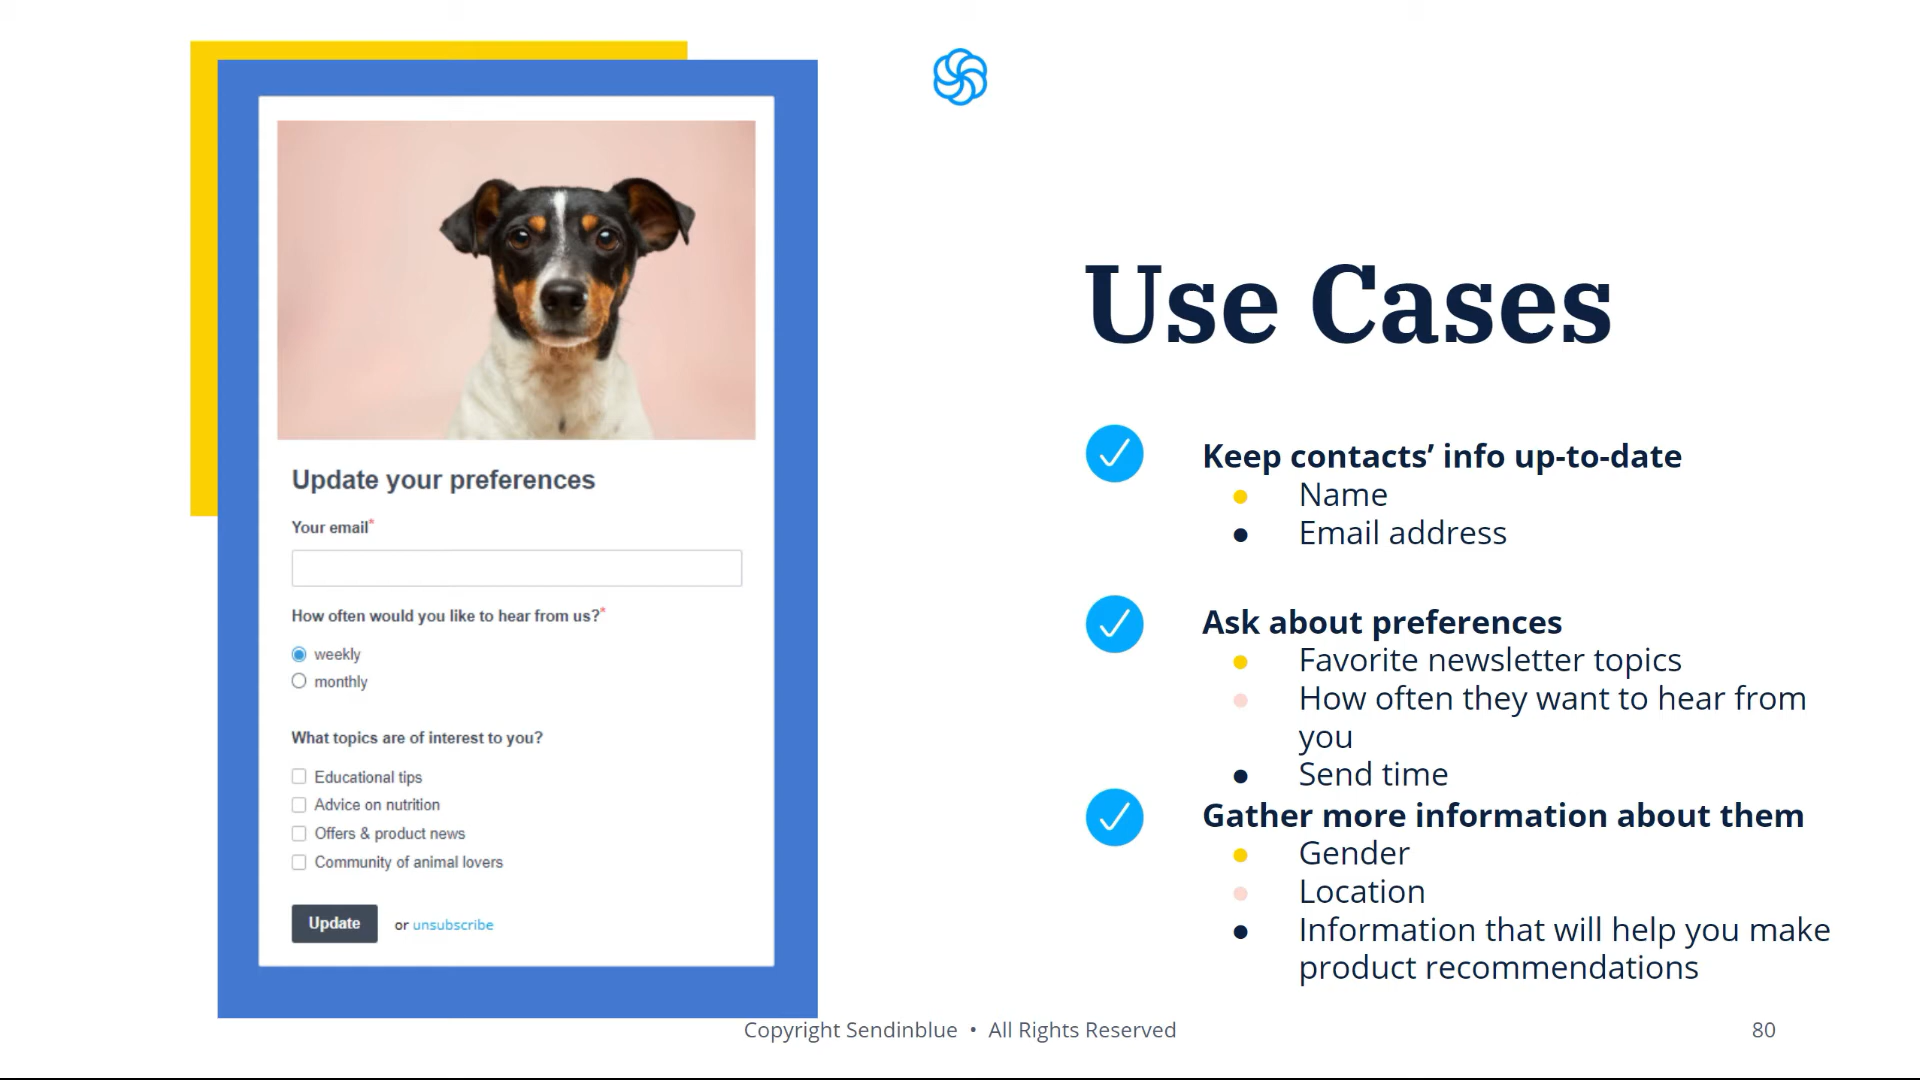 Update your preferences
Your email*
How often would you like to hear from us?*
weekly
monthly
What topics are of interest to you?
Educational tips
Advice on nutrition
Offers & product news
Community of animal lovers
Update or unsubscribe
Use Cases
Keep contacts’ info up-to-date
● Name
● Email address
Ask about preferences
● Favorite newsletter topics
● How often they want to hear from
you
● Send time
Gather more information about them
● Gender
● Location
● Information that will help you make
product recommendations
Copyright Sendinblue • All Rights Reserved
80